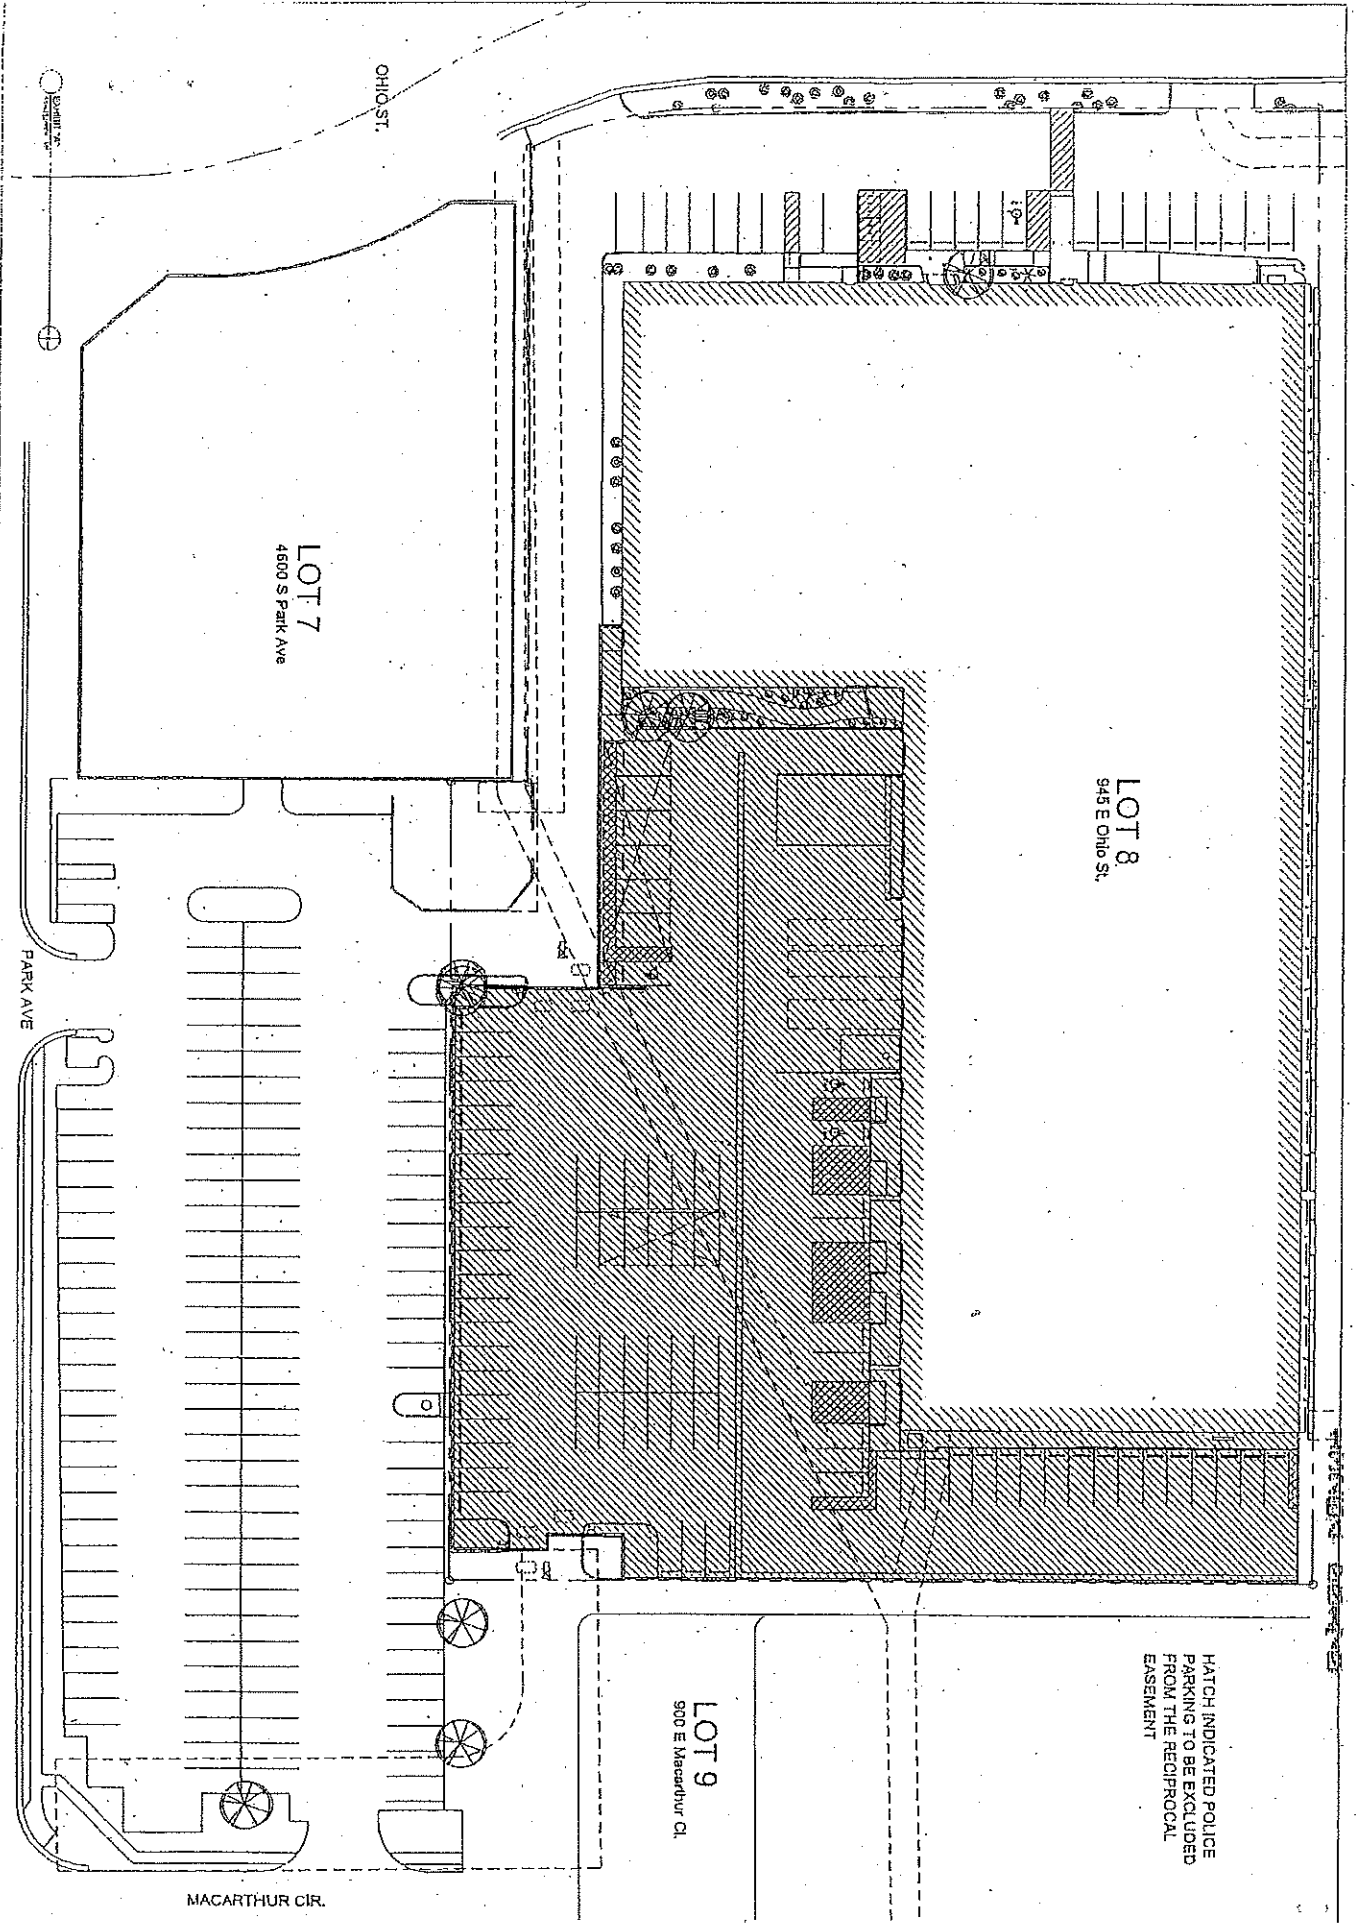 OHIO ST.
LOT 7
4600 S Park Ave
LOT 8
945 E Ohio St,
PARK AVE
HATCH INDICATED POLICE
PARKING TO BE EXCLUDED
FROM THE RECIPROCAL
EASEMENT
LOT 9
900 E Macarthur Ci.
MACARTHUR CIR.